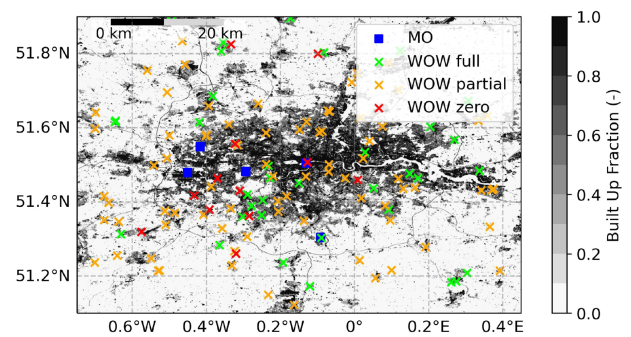 0 km
20 km
MO
WOW full
WOW partial
WOW zero
51.8°N
51.6°N
51.4°N
51.2°N
0.6°W
0.4°W
0.2°W
0°
0.2°E
0.4°E
1.0
0.8
0.6
0.4
0.2
0.0
Built Up Fraction (-)